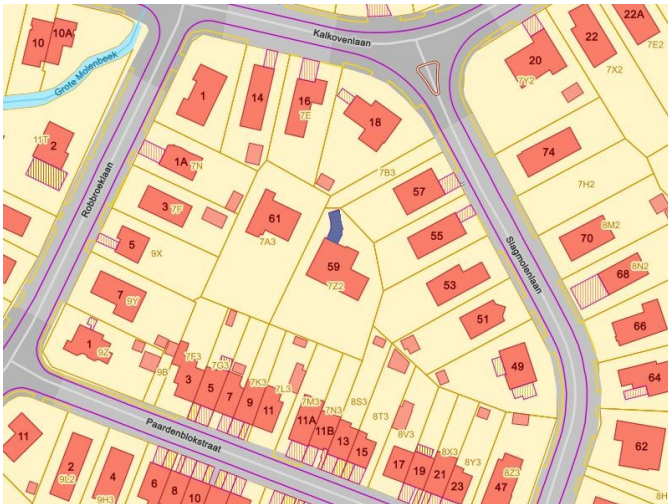 10
10A
Kalkovenlaan
22
22A
7E2
20
7Y2
7X2
Grote Molenbeek
1
14
16
7E
18
11T
2
Robbroeklaan
1A
7N
7B3
74
7H2
57
3
7F
61
7A3
55
Slagmolenlaan
8M2
70
5
9X
59
7Z2
53
8N2
68
7
9Y
51
66
1
9Z
9B
7F3
7G3
3
5
7
7K3
9
7L3
11
7M3
7N3
8S3
8T3
49
64
11A
11B
13
15
8V3
11
Paardenblokstraat
8X3
8Y3
8Z3
17
19
21
23
47
62
2
9L2
4
9H3
6
8
10
8H